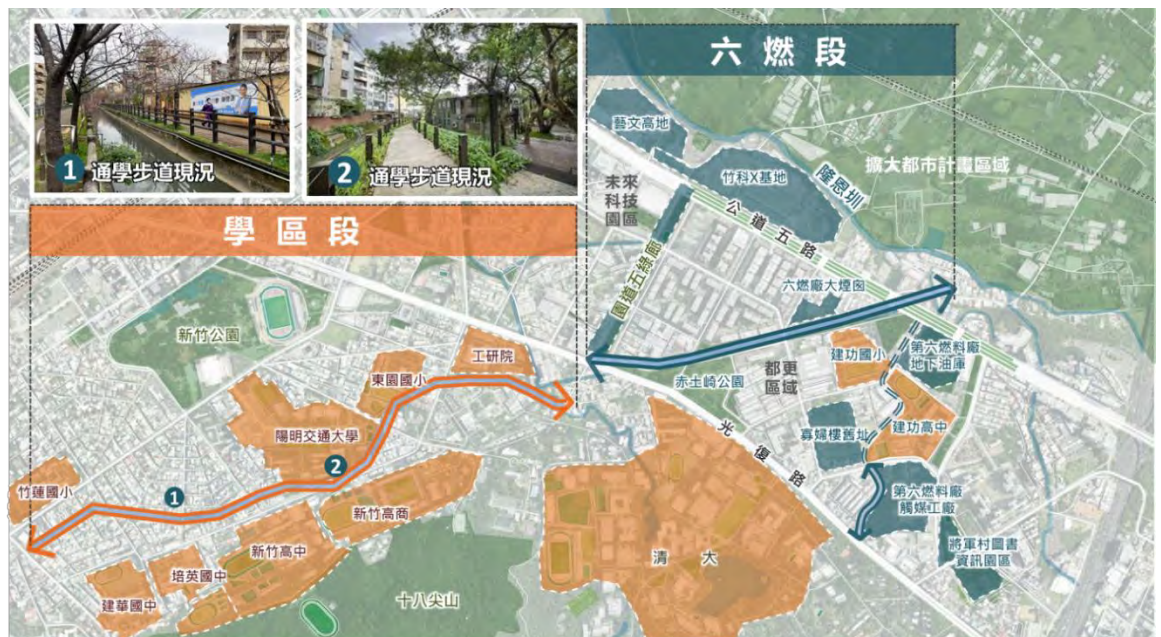 1 通學步道現況
2 通學步道現況
六燃段
學區段
藝文高地
竹科X基地
隆恩圳
擴大都市計畫區域
未來
科技
園區
公道五路
園道五綠廊
六燃廠大煙囪
新竹公園
工研院
東園國小
建功國小
第六燃料廠
地下油庫
赤土崎公園
都更
區域
陽明交通大學
建功高中
寡婦樓舊址
光復路
2
竹蓮國小
1
新竹高商
第六燃料廠
觸媒工廠
新竹高中
清大
將軍村圖書
資訊園區
培英國中
建華國中
十八尖山